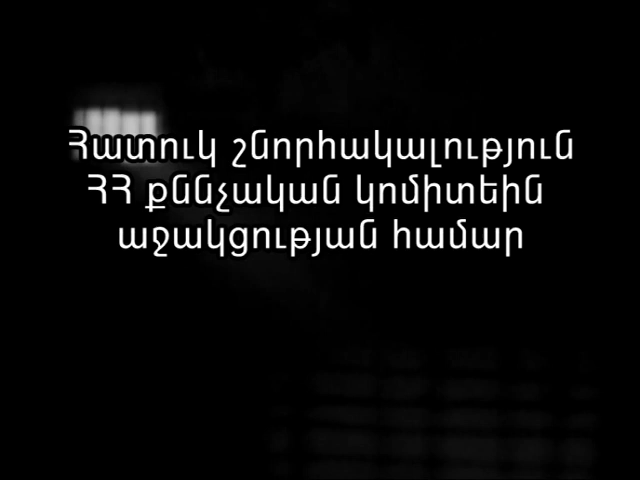 Հատուկ շնորհակալություն
ՀՀ քննչական կոմիտեին
աջակցության համար